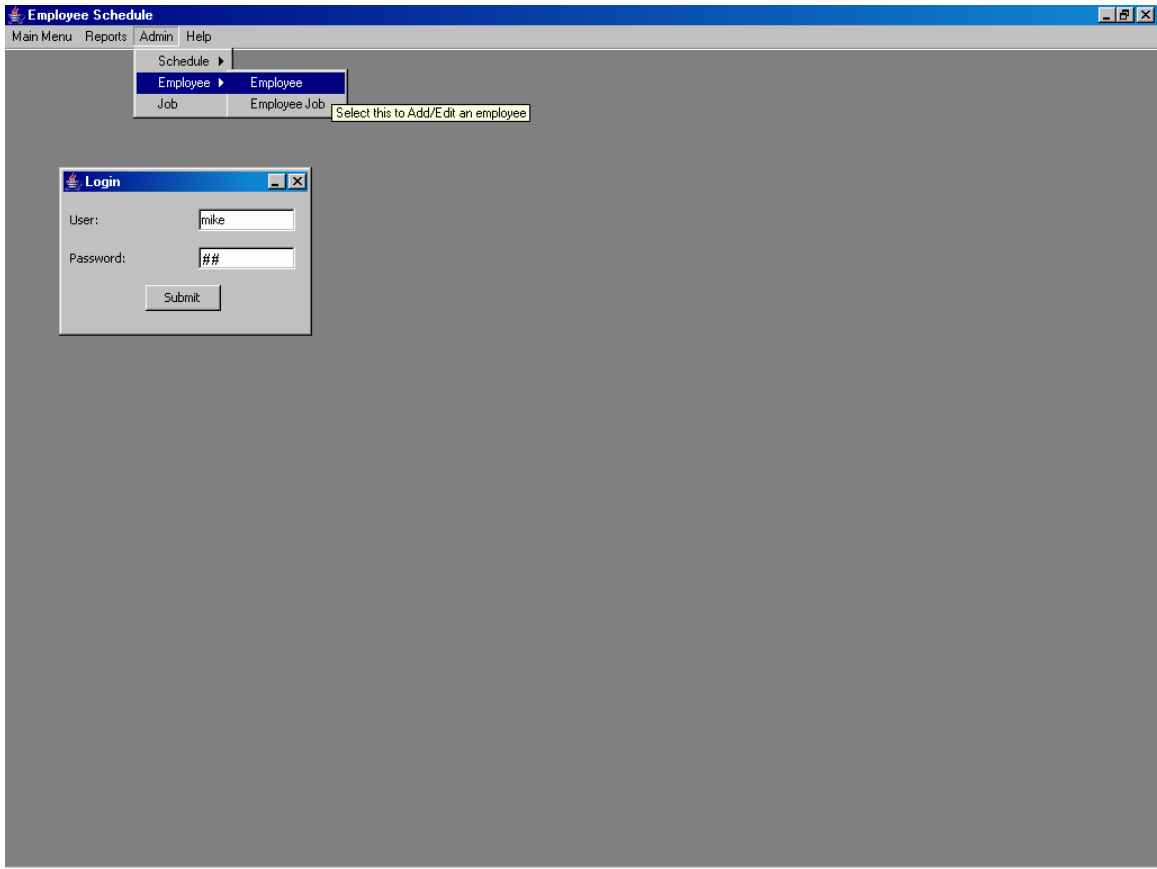 Employee Schedule
Main Menu Reports Admin Help
Schedule
Employee Employee
Job Employee Job
Select this to Add/Edit an employee
Login
User: mike
Password: ##
Submit